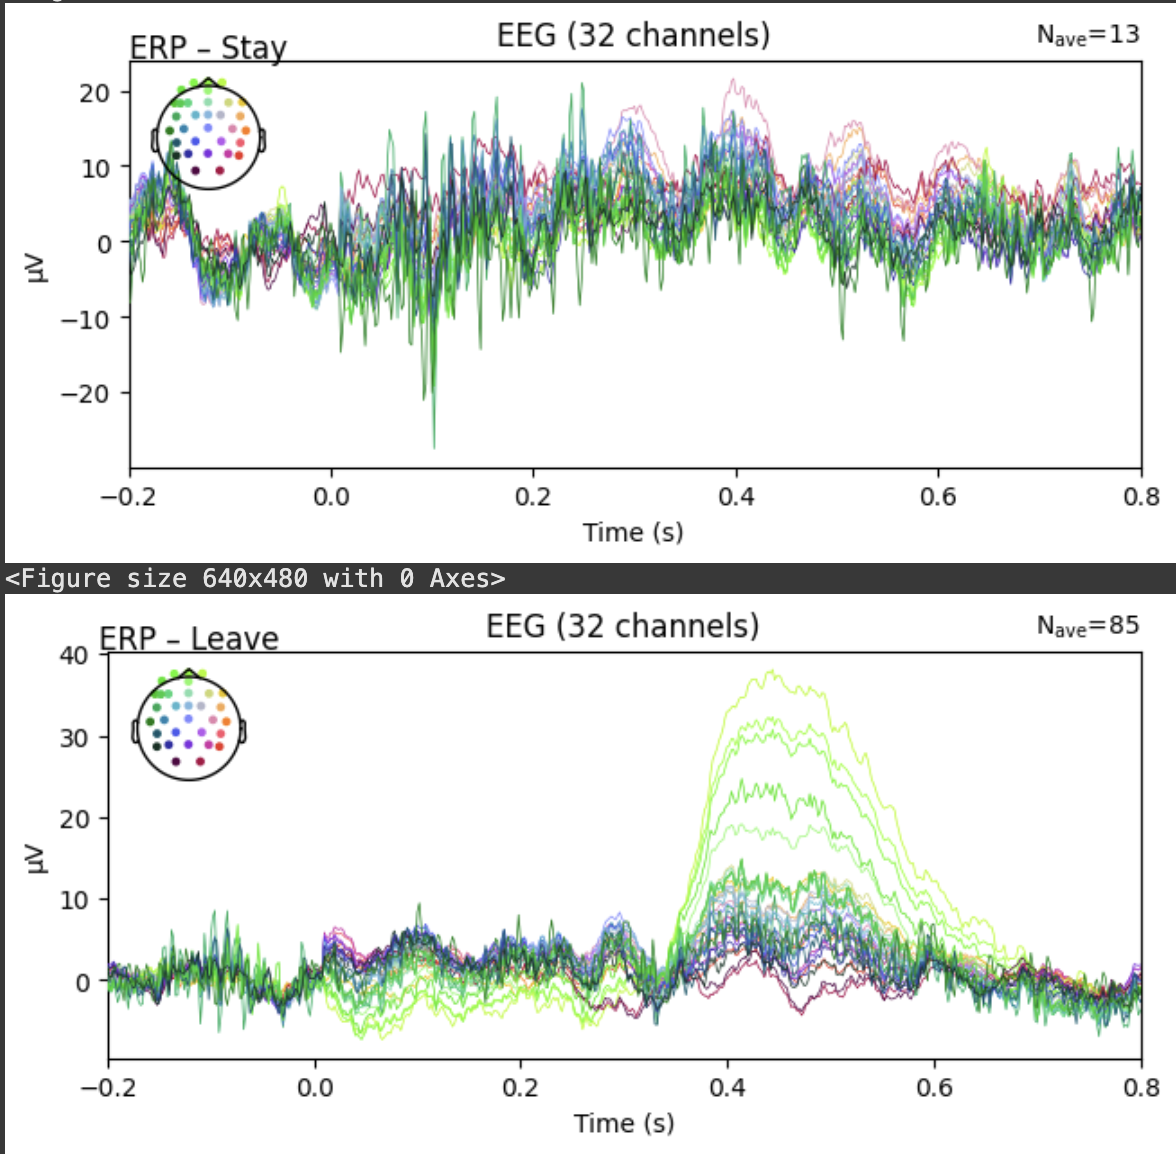 ERP – Stay
EEG (32 channels)
Nave=13
20
10
0
−10
−20
µV
−0.2 0.0 0.2 0.4 0.6 0.8
Time (s)
<Figure size 640x480 with 0 Axes>
ERP – Leave
EEG (32 channels)
Nave=85
40
30
20
10
0
µV
−0.2 0.0 0.2 0.4 0.6 0.8
Time (s)